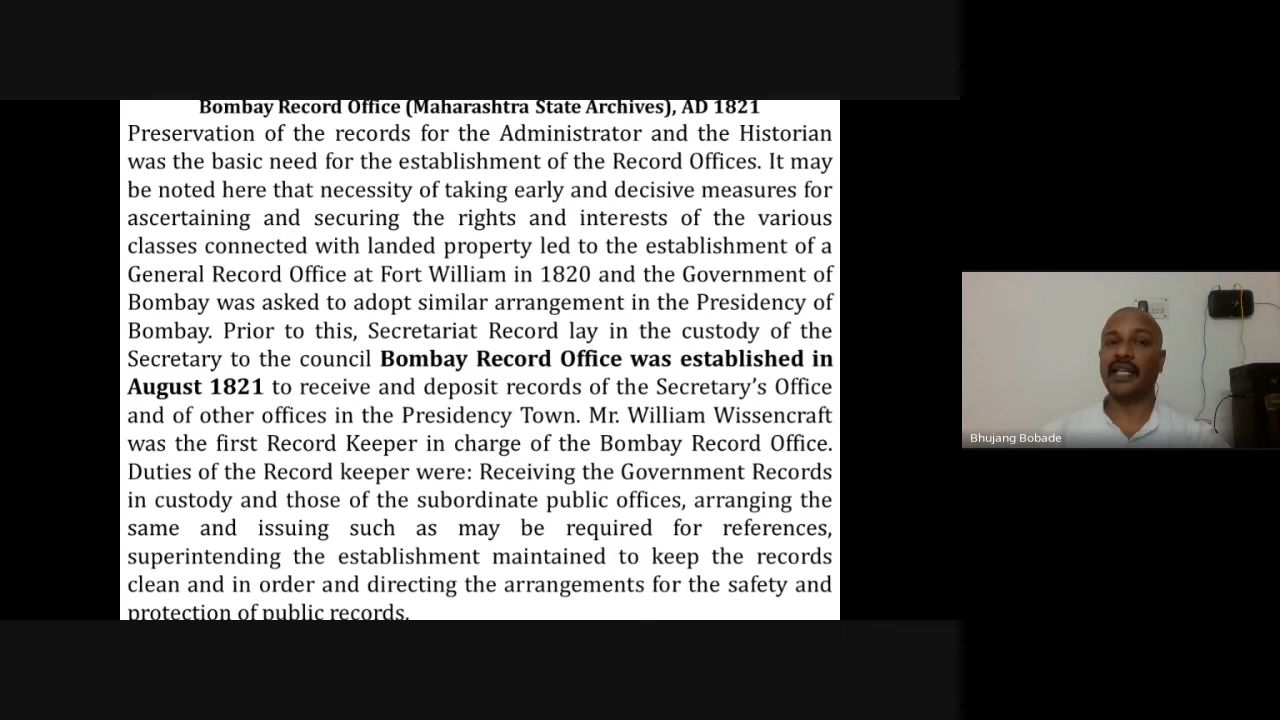 Bombay Record Office (Maharashtra State Archives), AD 1821
Preservation of the records for the Administrator and the Historian
was the basic need for the establishment of the Record Offices. It may
be noted here that necessity of taking early and decisive measures for
ascertaining and securing the rights and interests of the various
classes connected with landed property led to the establishment of a
General Record Office at Fort William in 1820 and the Government of
Bombay was asked to adopt similar arrangement in the Presidency of
Bombay. Prior to this, Secretariat Record lay in the custody of the
Secretary to the council Bombay Record Office was established in
August 1821 to receive and deposit records of the Secretary’s Office
and of other offices in the Presidency Town. Mr. William Wissencraft
was the first Record Keeper in charge of the Bombay Record Office.
Duties of the Record keeper were: Receiving the Government Records
in custody and those of the subordinate public offices, arranging the
same and issuing such as may be required for references,
superintending the establishment maintained to keep the records
clean and in order and directing the arrangements for the safety and
protection of public records.
Bhujang Bobade